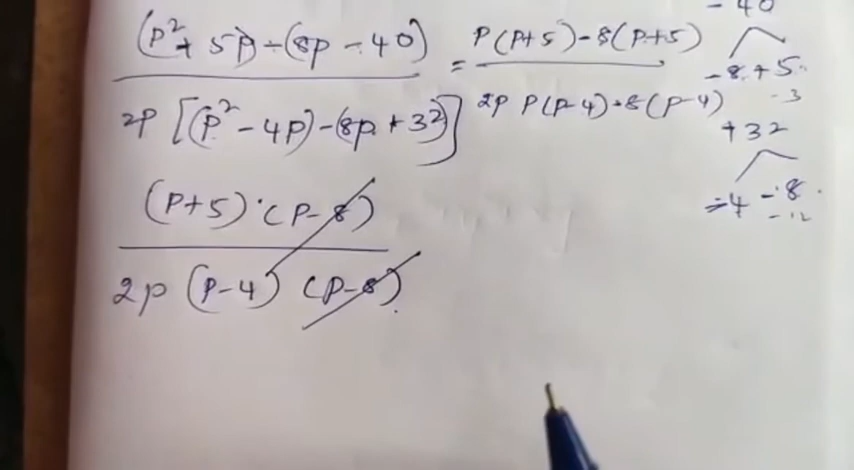 (p² + 5p) - (8p - 40) = P(P+5) - 8(P+5)
2p [(p² - 4p) - (8p + 32)] 2p P(P-4) - 8(P-4)
(P+5) · (P-8)
2p (P-4) (P-8)
- 40
- 8 + 5
- 3
+ 32
-4 - 8
- 12